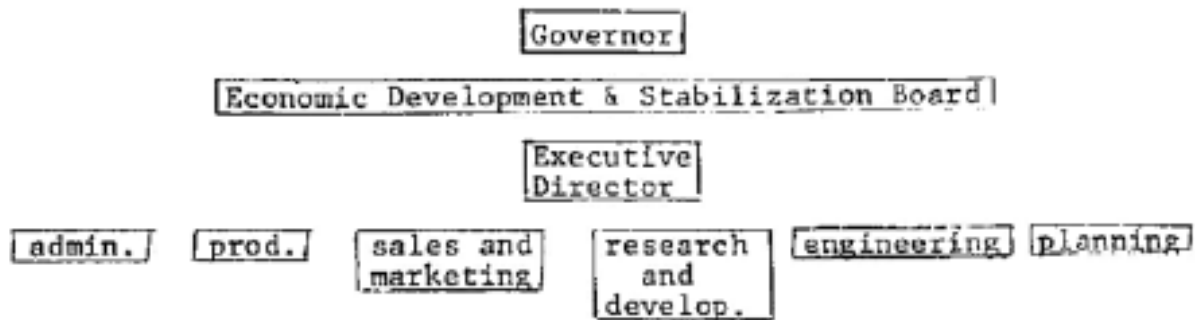 Governor
Economic Development & Stabilization Board
Executive
Director
admin. prod. sales and research engineering planning
marketing and
develop.